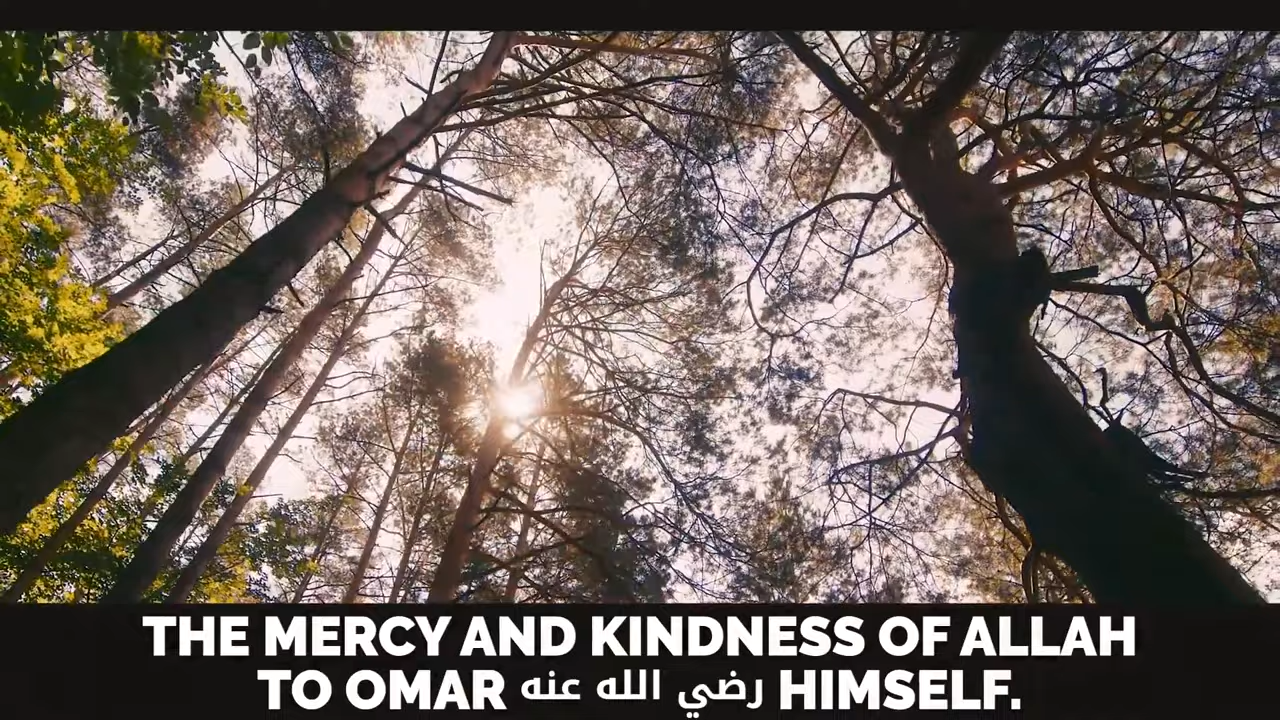 THE MERCY AND KINDNESS OF ALLAH
TO OMAR رضي الله عنه HIMSELF.